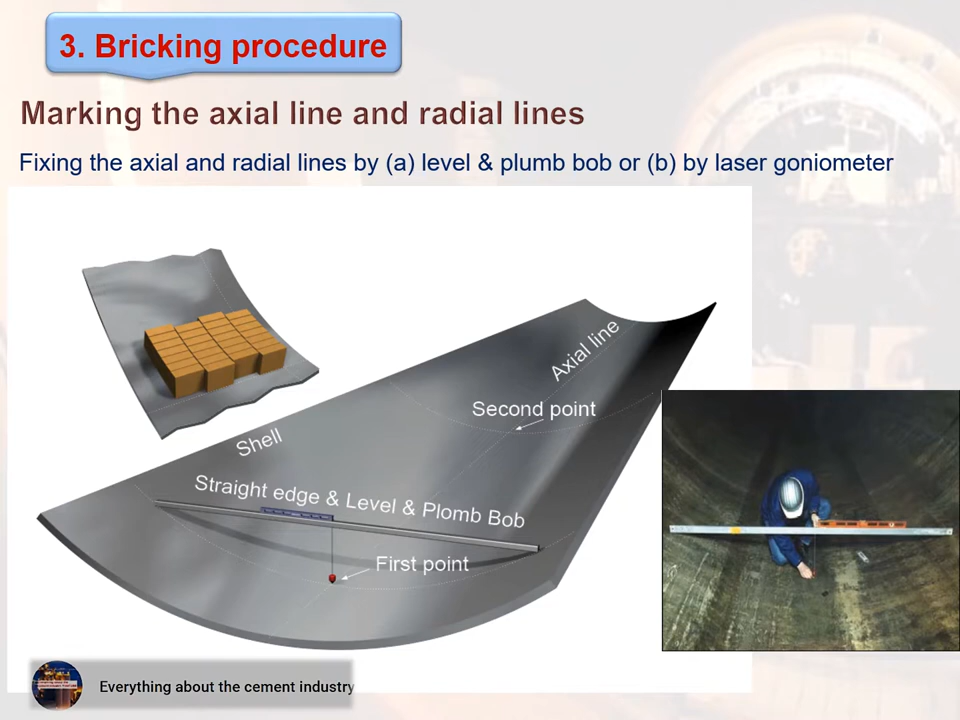 3. Bricking procedure
Marking the axial line and radial lines
Fixing the axial and radial lines by (a) level & plumb bob or (b) by laser goniometer
Axial line
Second point
Shell
Straight edge & Level & Plomb Bob
First point
Everything about the cement industry